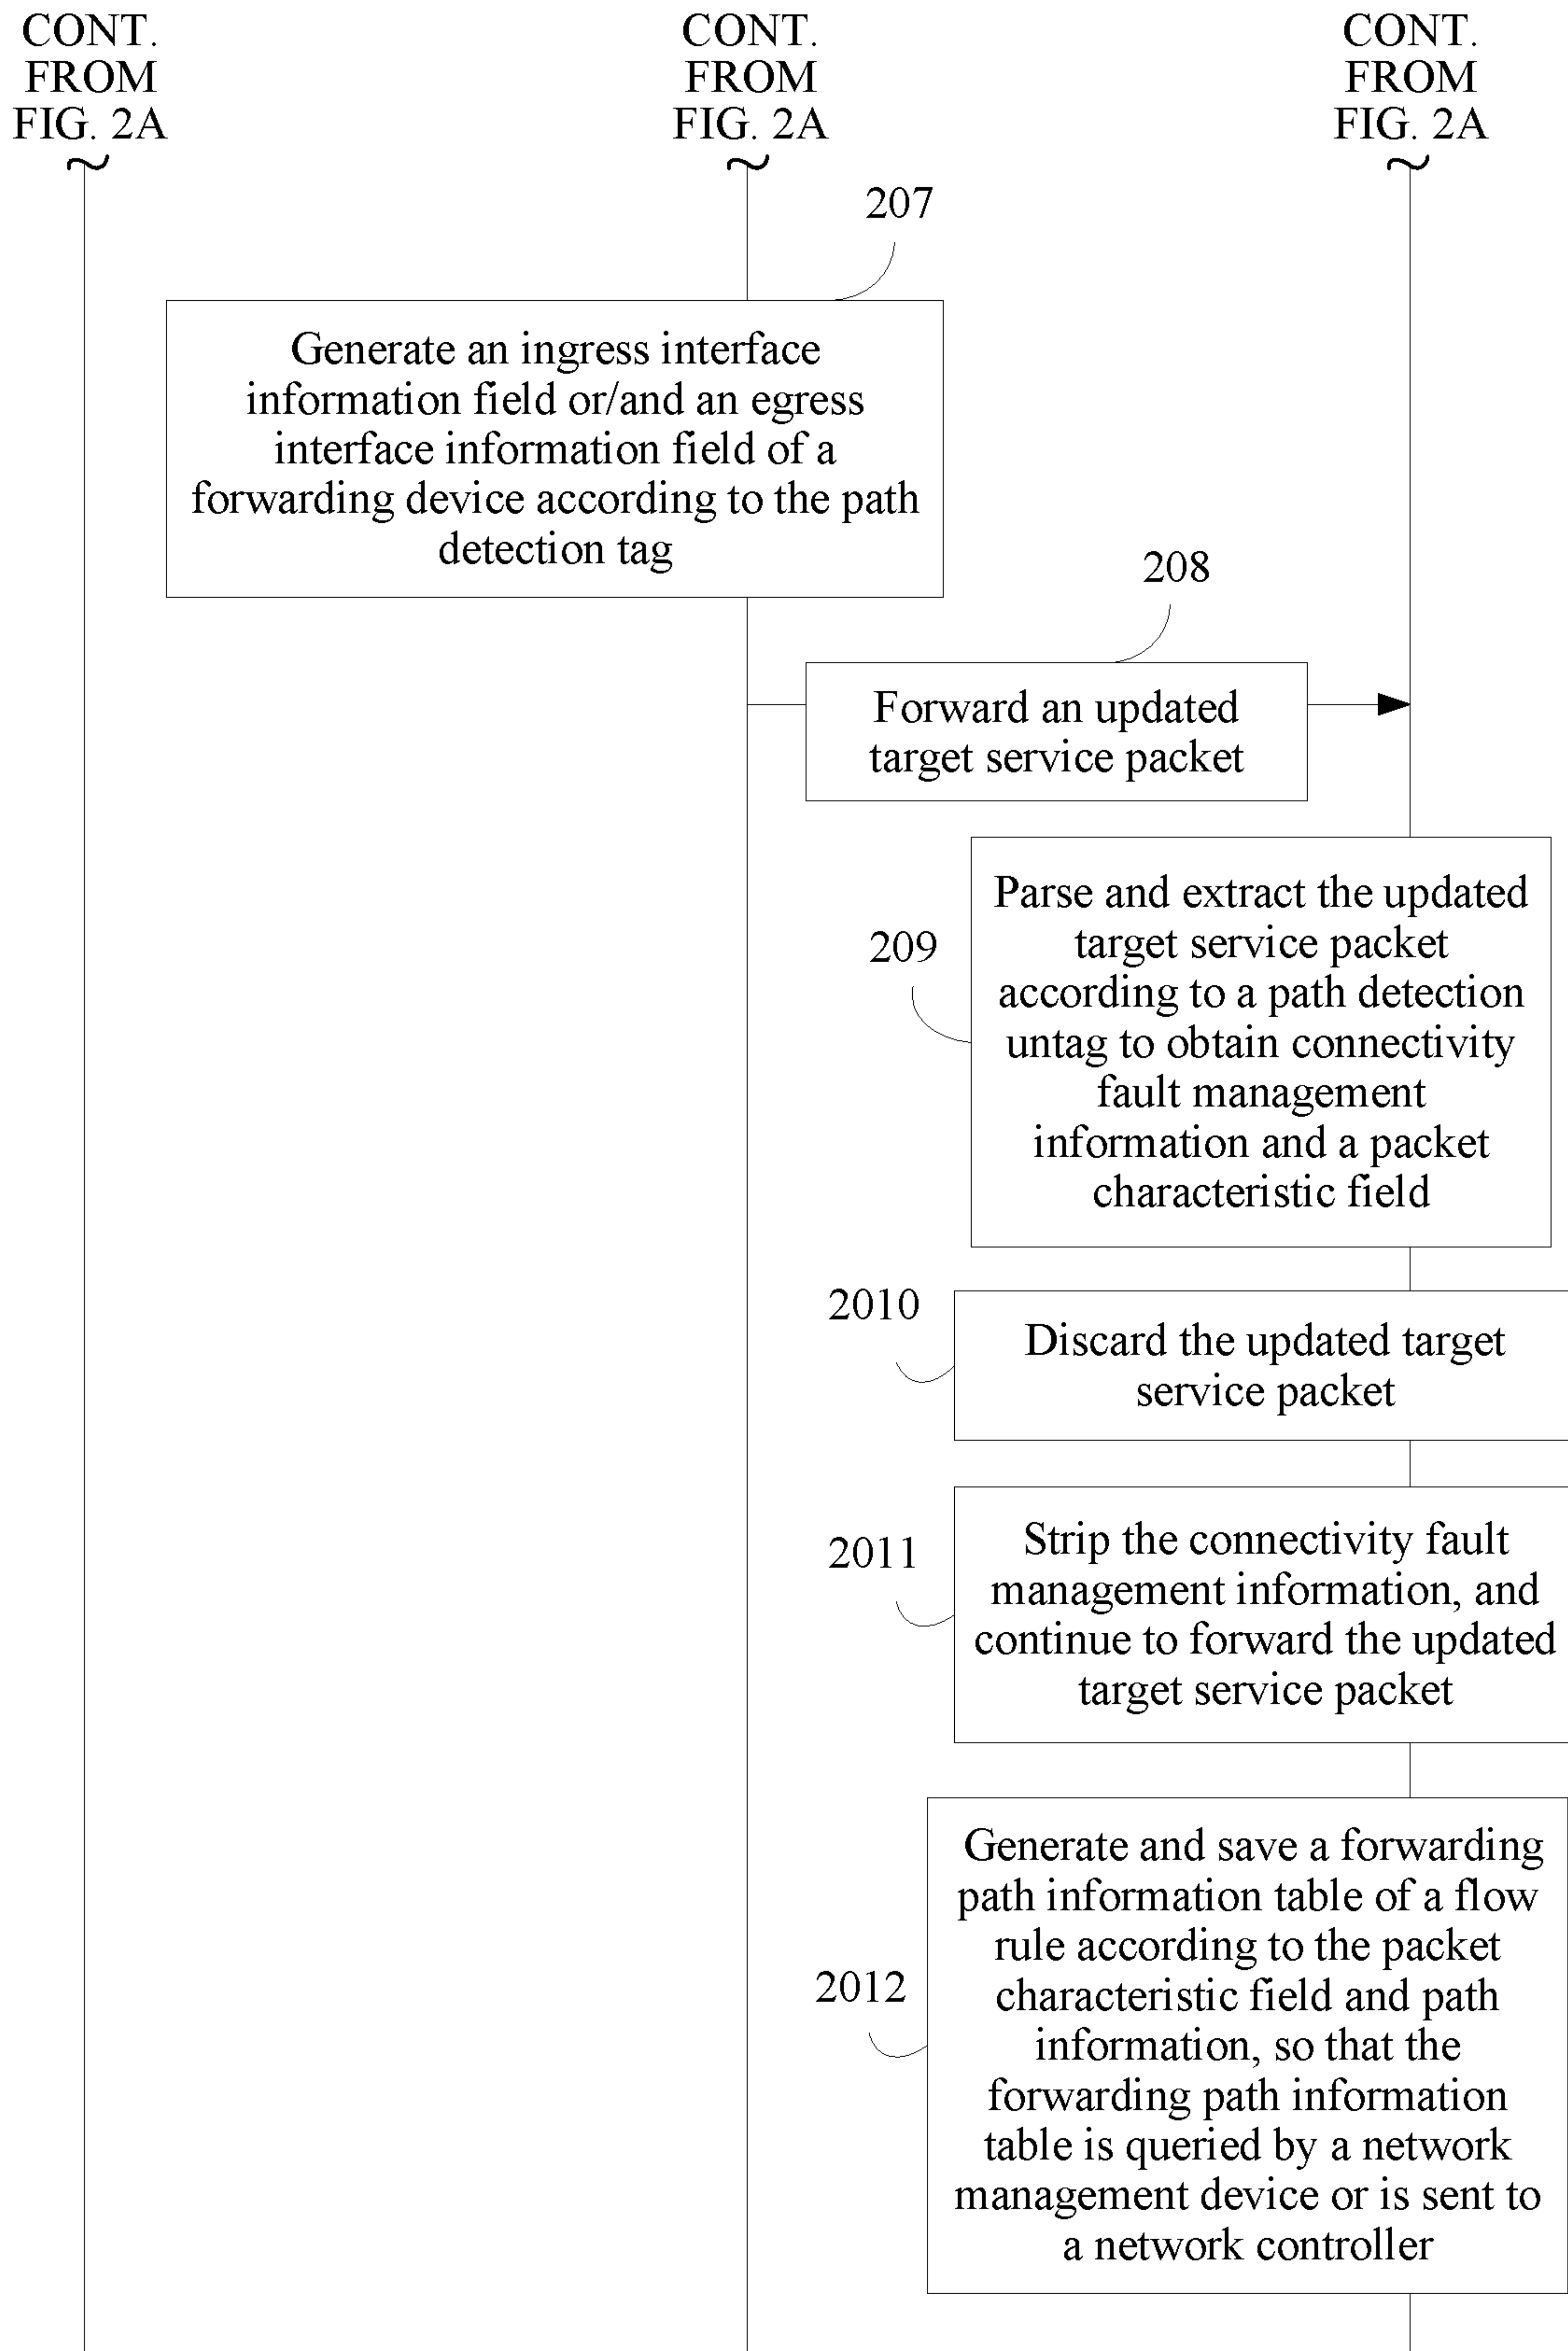 CONT.
FROM
FIG. 2A
CONT.
FROM
FIG. 2A
CONT.
FROM
FIG. 2A
207
Generate an ingress interface
information field or/and an egress
interface information field of a
forwarding device according to the path
detection tag
208
Forward an updated
target service packet
209
Parse and extract the updated
target service packet
according to a path detection
untag to obtain connectivity
fault management
information and a packet
characteristic field
2010
Discard the updated target
service packet
2011
Strip the connectivity fault
management information, and
continue to forward the updated
target service packet
2012
Generate and save a forwarding
path information table of a flow
rule according to the packet
characteristic field and path
information, so that the
forwarding path information
table is queried by a network
management device or is sent to
a network controller